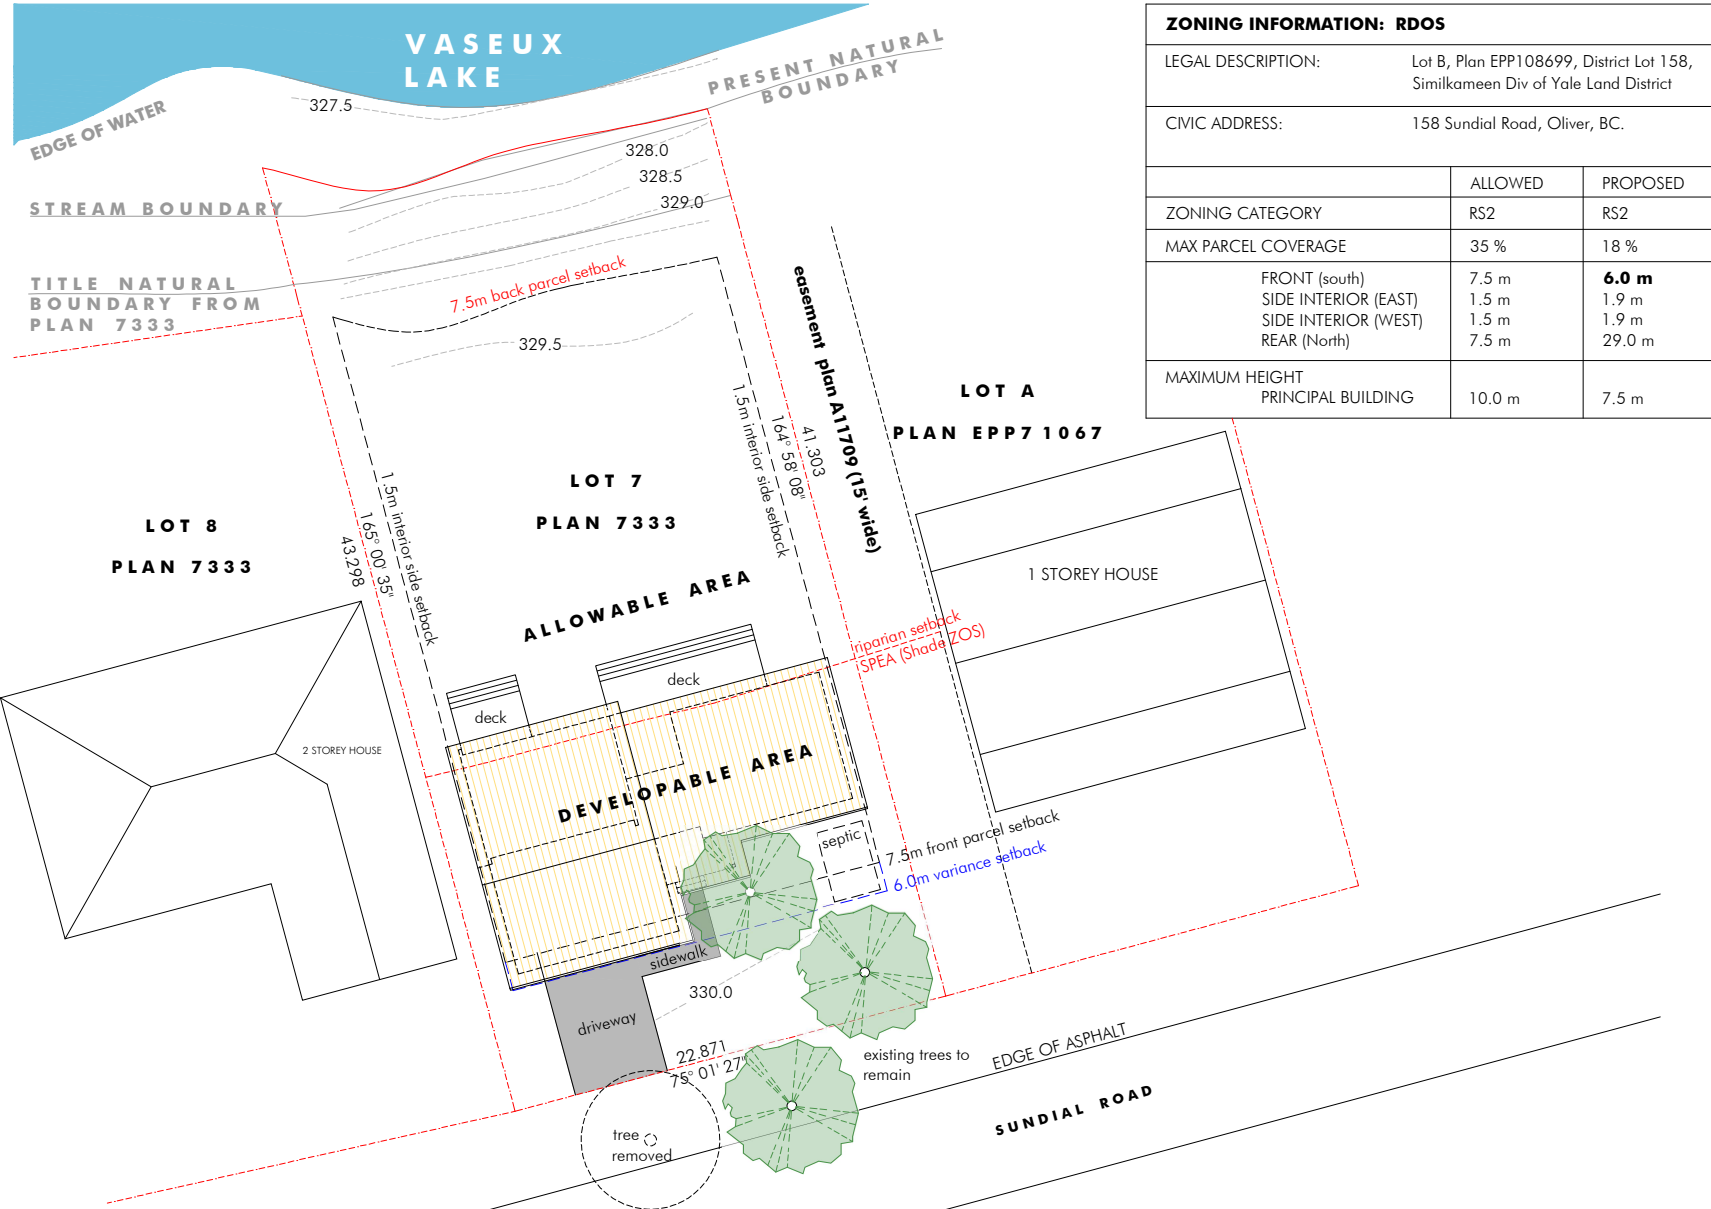 VASEUX
LAKE
PRESENT NATURAL
BOUNDARY
EDGE OF WATER
327.5
328.0
328.5
329.0
STREAM BOUNDARY
TITLE NATURAL
BOUNDARY FROM
PLAN 7333
7.5m back parcel setback
329.5
easement plan A11709 (15' wide)
1.5m interior side setback
164° 58' 08"
41.303
LOT A
PLAN EPP71067
LOT 7
PLAN 7333
LOT 8
PLAN 7333
1.5m interior side setback
165° 00' 35"
43.298
ALLOWABLE AREA
1 STOREY HOUSE
riparian setback
SPEA (Shade ZOS)
deck
deck
2 STOREY HOUSE
DEVELOPABLE AREA
septic
7.5m front parcel setback
6.0m variance setback
sidewalk
330.0
driveway
22.871
75° 01' 27"
existing trees to
remain
EDGE OF ASPHALT
SUNDIAL ROAD
tree
removed
ZONING INFORMATION: RDOS
LEGAL DESCRIPTION: Lot B, Plan EPP108699, District Lot 158,
Similkameen Div of Yale Land District
CIVIC ADDRESS: 158 Sundial Road, Oliver, BC.
ALLOWED PROPOSED
ZONING CATEGORY RS2 RS2
MAX PARCEL COVERAGE 35 % 18 %
FRONT (south) 7.5 m 6.0 m
SIDE INTERIOR (EAST) 1.5 m 1.9 m
SIDE INTERIOR (WEST) 1.5 m 1.9 m
REAR (North) 7.5 m 29.0 m
MAXIMUM HEIGHT
PRINCIPAL BUILDING 10.0 m 7.5 m